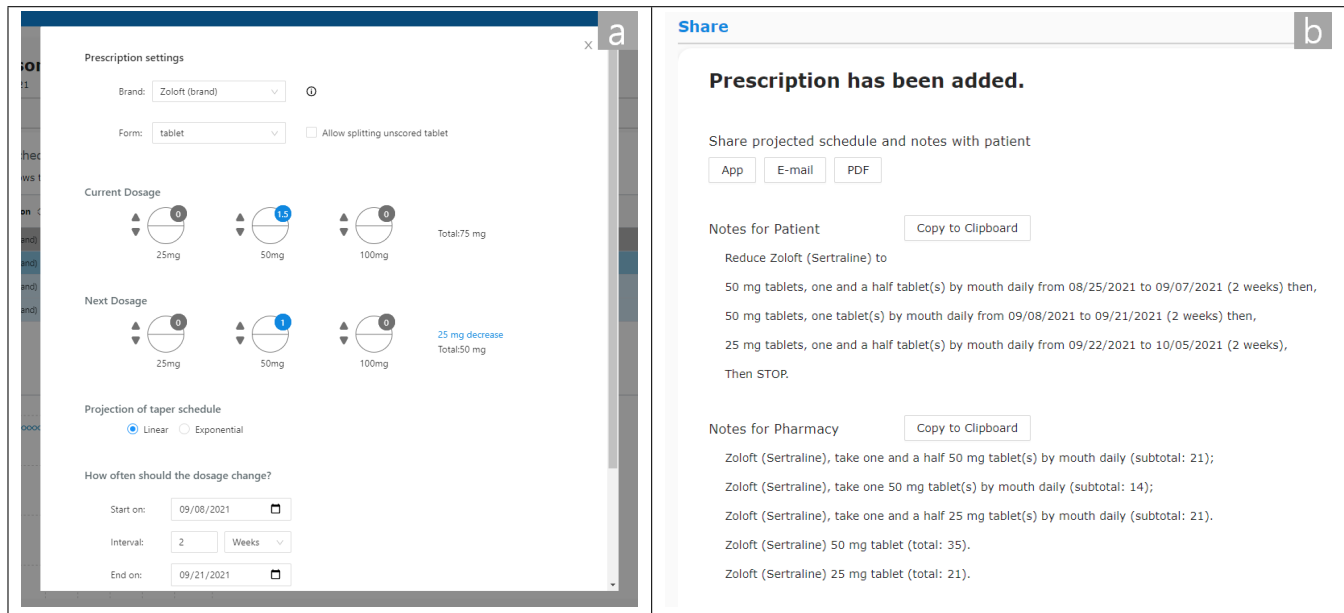 a
X
Prescription settings
Brand: Zoloft (brand)
Form: tablet Allow splitting unscored tablet
Current Dosage
0 1.5 0
Total:75 mg
25mg 50mg 100mg
Next Dosage
0 1 0
25 mg decrease
Total:50 mg
25mg 50mg 100mg
Projection of taper schedule
Linear Exponential
How often should the dosage change?
Start on: 09/08/2021
Interval: 2 Weeks
End on: 09/21/2021
b
Share
Prescription has been added.
Share projected schedule and notes with patient
App E-mail PDF
Notes for Patient Copy to Clipboard
Reduce Zoloft (Sertraline) to
50 mg tablets, one and a half tablet(s) by mouth daily from 08/25/2021 to 09/07/2021 (2 weeks) then,
50 mg tablets, one tablet(s) by mouth daily from 09/08/2021 to 09/21/2021 (2 weeks) then,
25 mg tablets, one and a half tablet(s) by mouth daily from 09/22/2021 to 10/05/2021 (2 weeks),
Then STOP.
Notes for Pharmacy Copy to Clipboard
Zoloft (Sertraline), take one and a half 50 mg tablet(s) by mouth daily (subtotal: 21);
Zoloft (Sertraline), take one 50 mg tablet(s) by mouth daily (subtotal: 14);
Zoloft (Sertraline), take one and a half 25 mg tablet(s) by mouth daily (subtotal: 21).
Zoloft (Sertraline) 50 mg tablet (total: 35).
Zoloft (Sertraline) 25 mg tablet (total: 21).